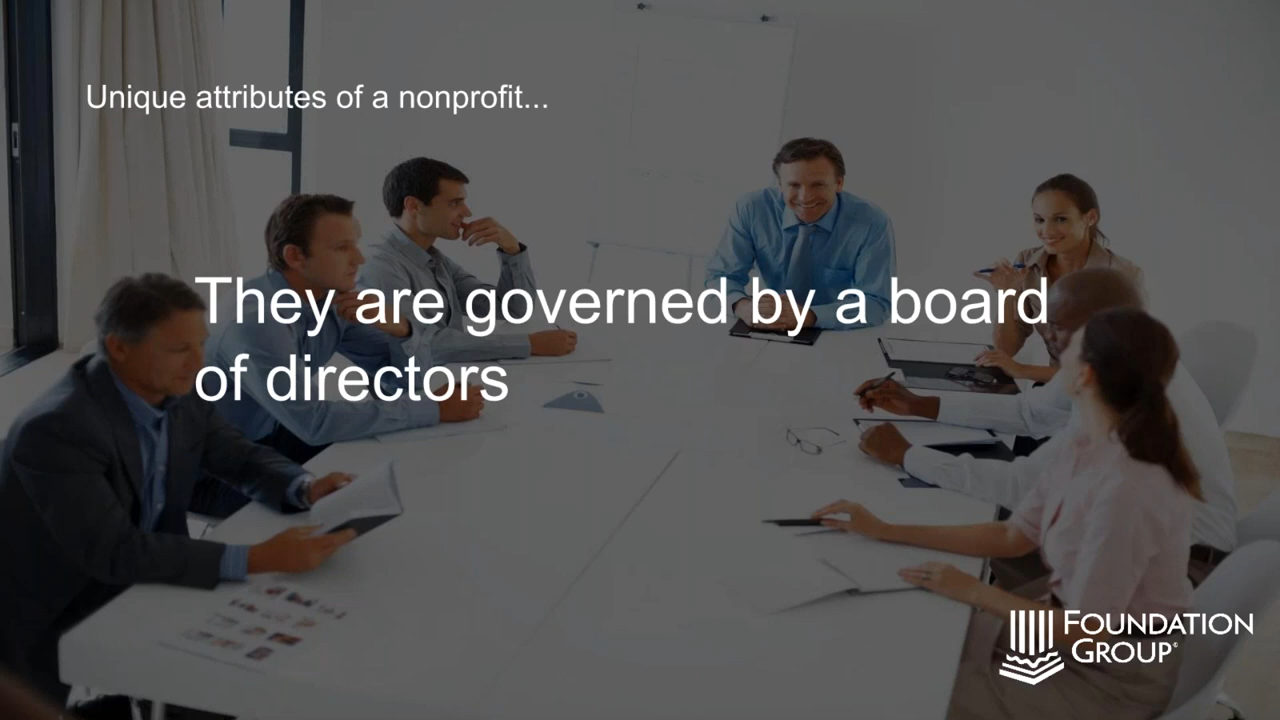 Unique attributes of a nonprofit...
They are governed by a board
of directors
FOUNDATION
GROUP®